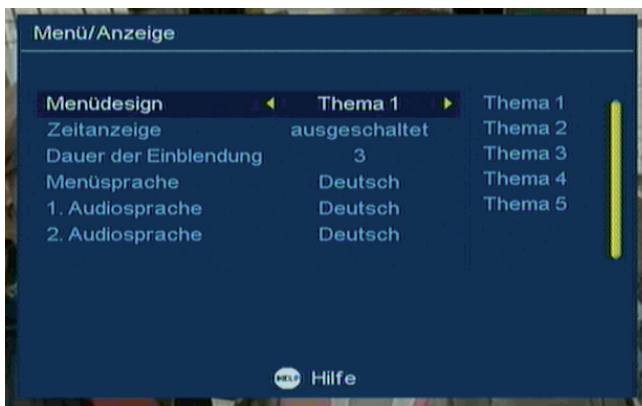 Menü/Anzeige
Menüdesign Thema 1
Zeitanzeige ausgeschaltet
Dauer der Einblendung 3
Menüsprache Deutsch
1. Audiosprache Deutsch
2. Audiosprache Deutsch
Thema 1
Thema 2
Thema 3
Thema 4
Thema 5
HELP Hilfe